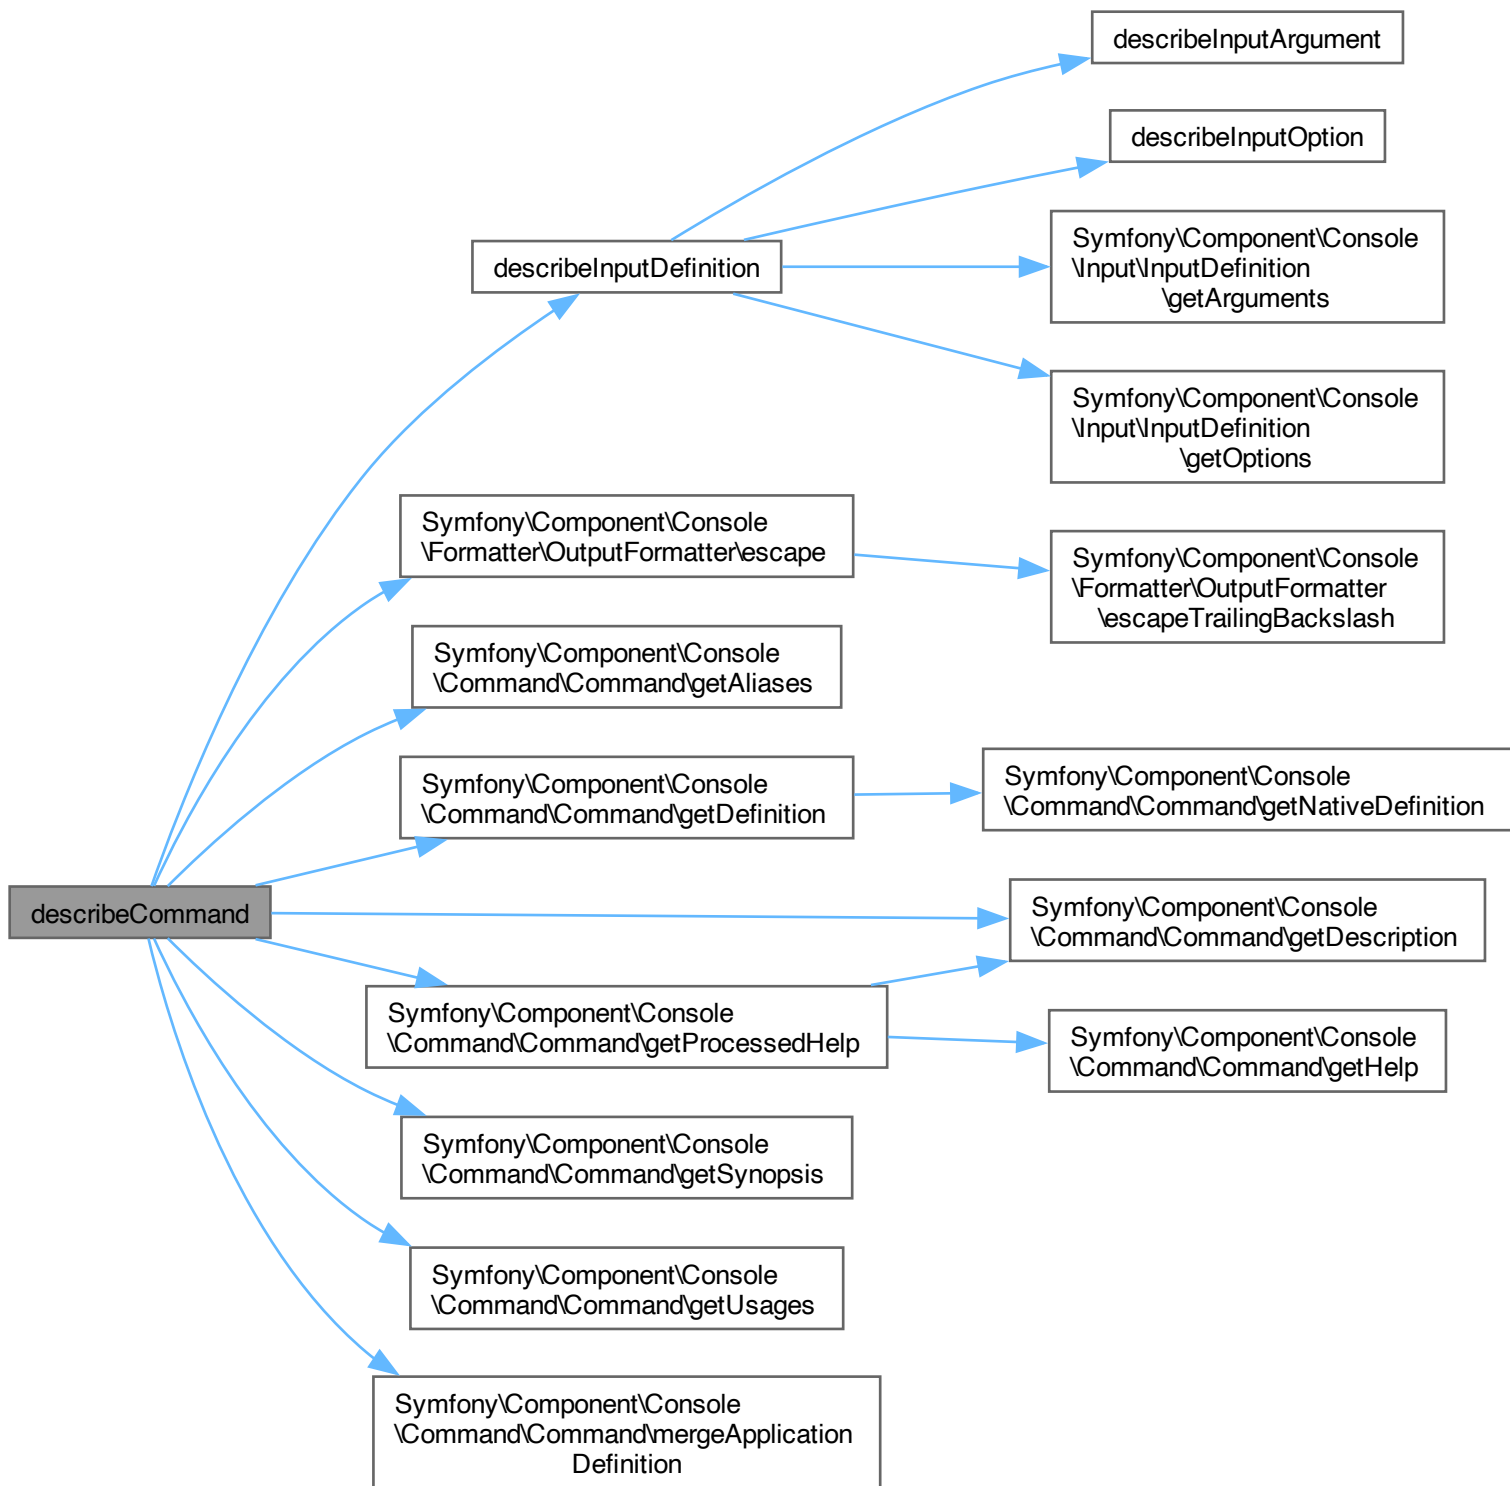 describeInputArgument
describeInputOption
Symfony\Component\Console
\Input\InputDefinition
\getArguments
describeInputDefinition
Symfony\Component\Console
\Input\InputDefinition
\getOptions
Symfony\Component\Console
\Formatter\OutputFormatter\escape
Symfony\Component\Console
\Formatter\OutputFormatter
\escapeTrailingBackslash
Symfony\Component\Console
\Command\Command\getAliases
Symfony\Component\Console
\Command\Command\getDefinition
Symfony\Component\Console
\Command\Command\getNativeDefinition
describeCommand
Symfony\Component\Console
\Command\Command\getDescription
Symfony\Component\Console
\Command\Command\getProcessedHelp
Symfony\Component\Console
\Command\Command\getHelp
Symfony\Component\Console
\Command\Command\getSynopsis
Symfony\Component\Console
\Command\Command\getUsages
Symfony\Component\Console
\Command\Command\mergeApplication
Definition